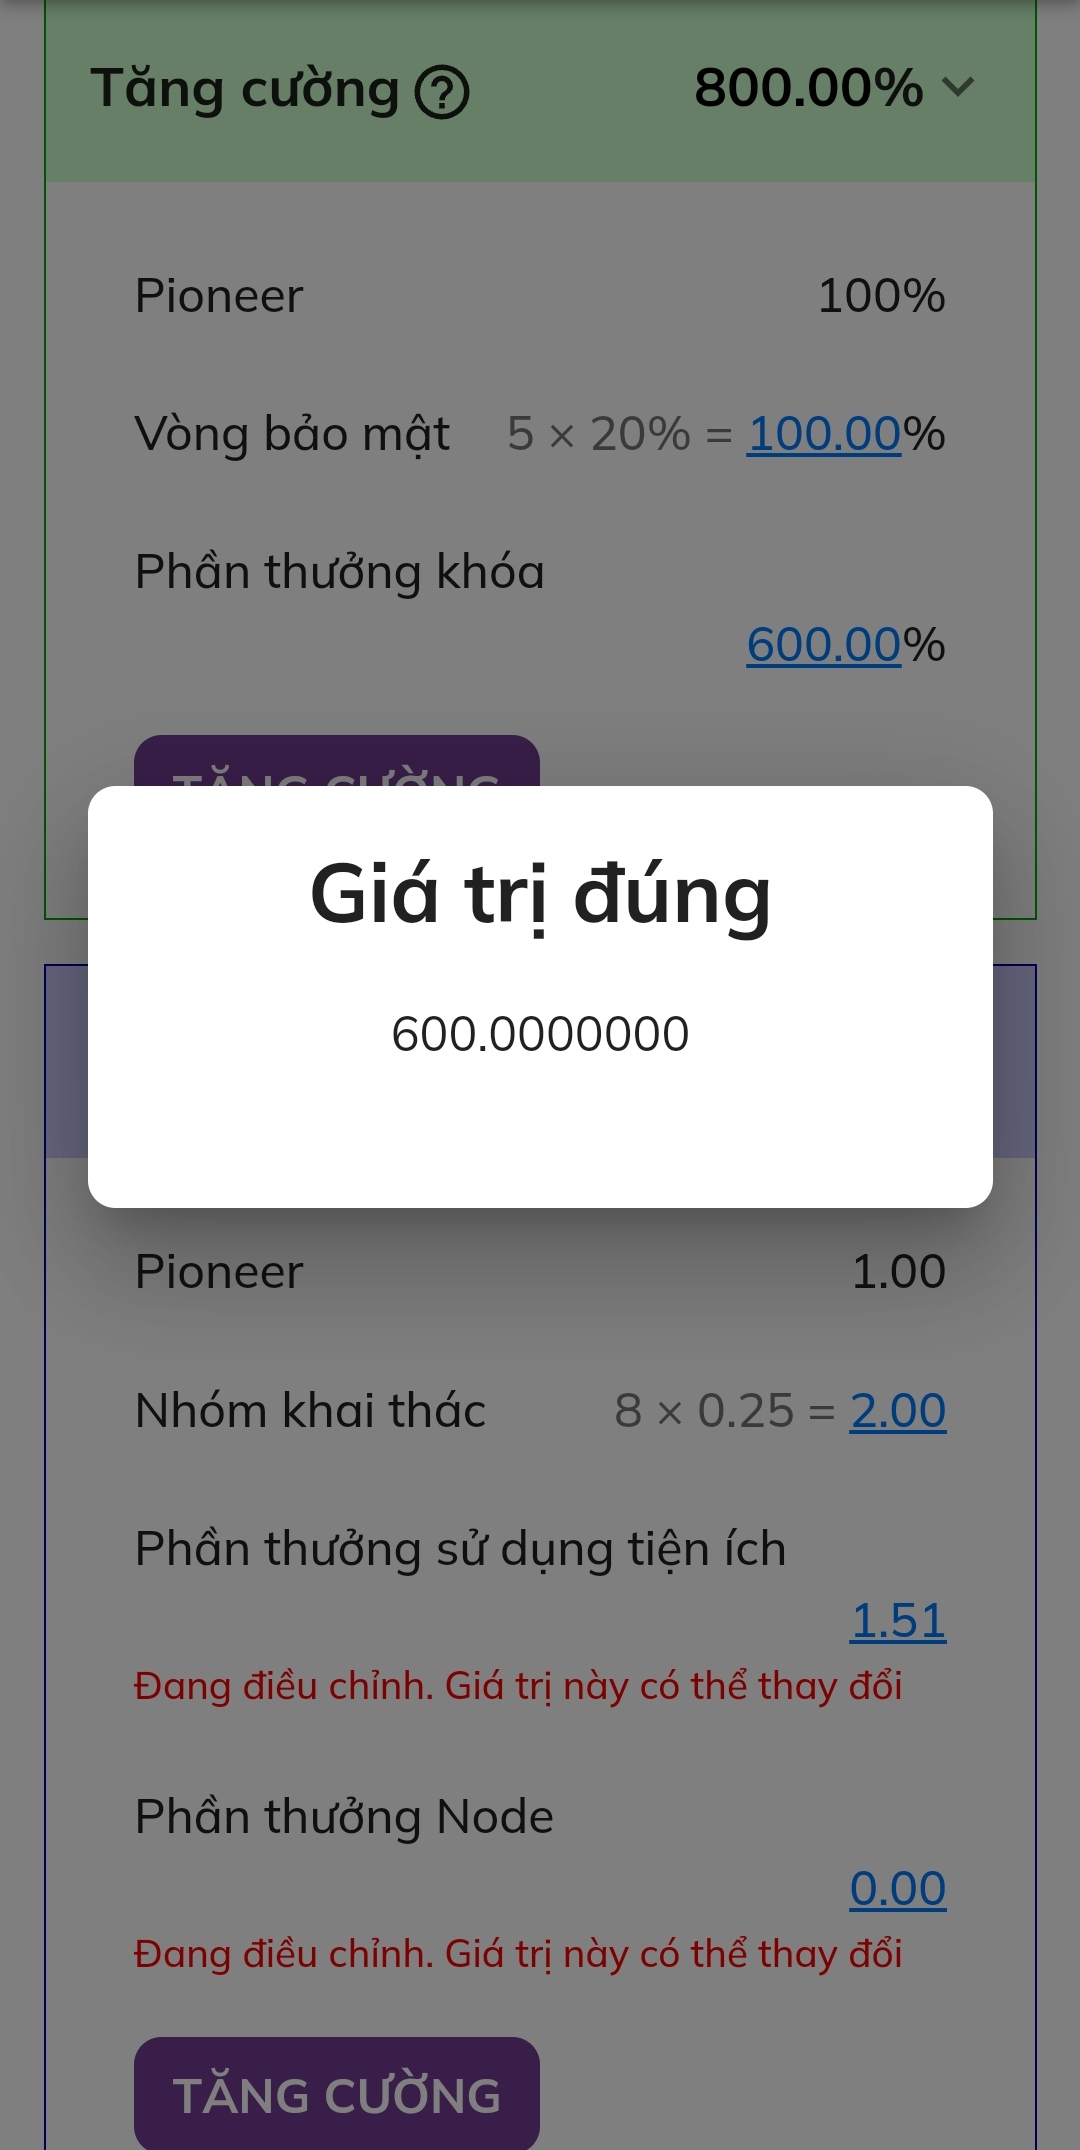 Tăng cường ? 800.00%
Pioneer 100%
Vòng bảo mật 5 × 20% = 100.00%
Phần thưởng khóa
600.00%
TĂNG CƯỜNG
Giá trị đúng
600.0000000
Pioneer 1.00
Nhóm khai thác 8 × 0.25 = 2.00
Phần thưởng sử dụng tiện ích
1.51
Đang điều chỉnh. Giá trị này có thể thay đổi
Phần thưởng Node
0.00
Đang điều chỉnh. Giá trị này có thể thay đổi
TĂNG CƯỜNG